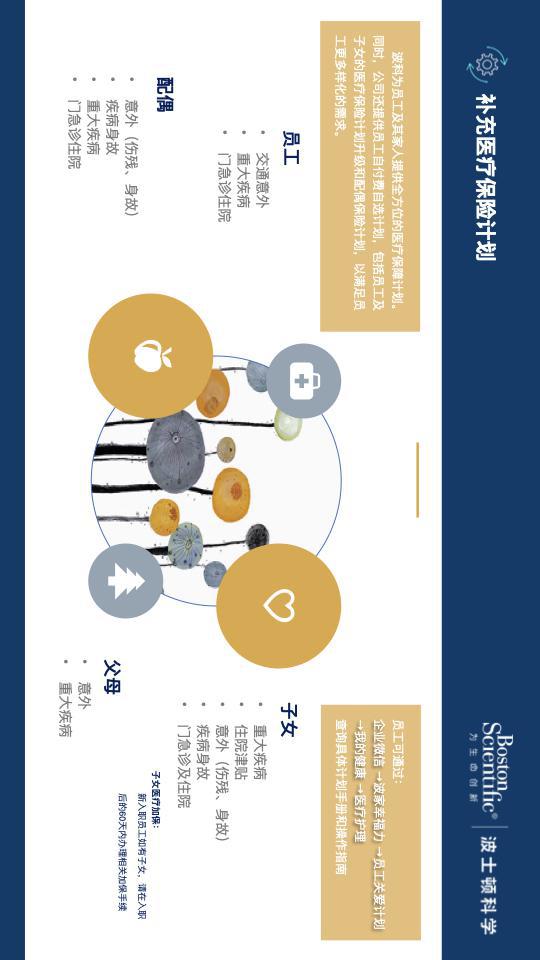 补充医疗保险计划
Boston
Scientific®
为生命创新
波士顿科学
波科为员工及其家人提供全方位的医疗保障计划。
同时，公司还提供员工自付费自选计划，包括员工及
子女的医疗保险计划升级和配偶保险计划，以满足员
工更多样化的需求。
员工可通过：
企业微信 →波家幸福力 →员工关爱计划
→我的健康 →医疗护理
查询具体计划手册和操作指南
员工
• 交通意外
• 重大疾病
• 门急诊住院
配偶
• 意外（伤残、身故）
• 疾病身故
• 重大疾病
• 门急诊住院
子女
• 重大疾病
• 住院津贴
• 意外（伤残、身故）
• 疾病身故
• 门急诊及住院
子女医疗加保：
新入职员工如有子女，请在入职
后的60天内办理相关加保手续
父母
• 意外
• 重大疾病